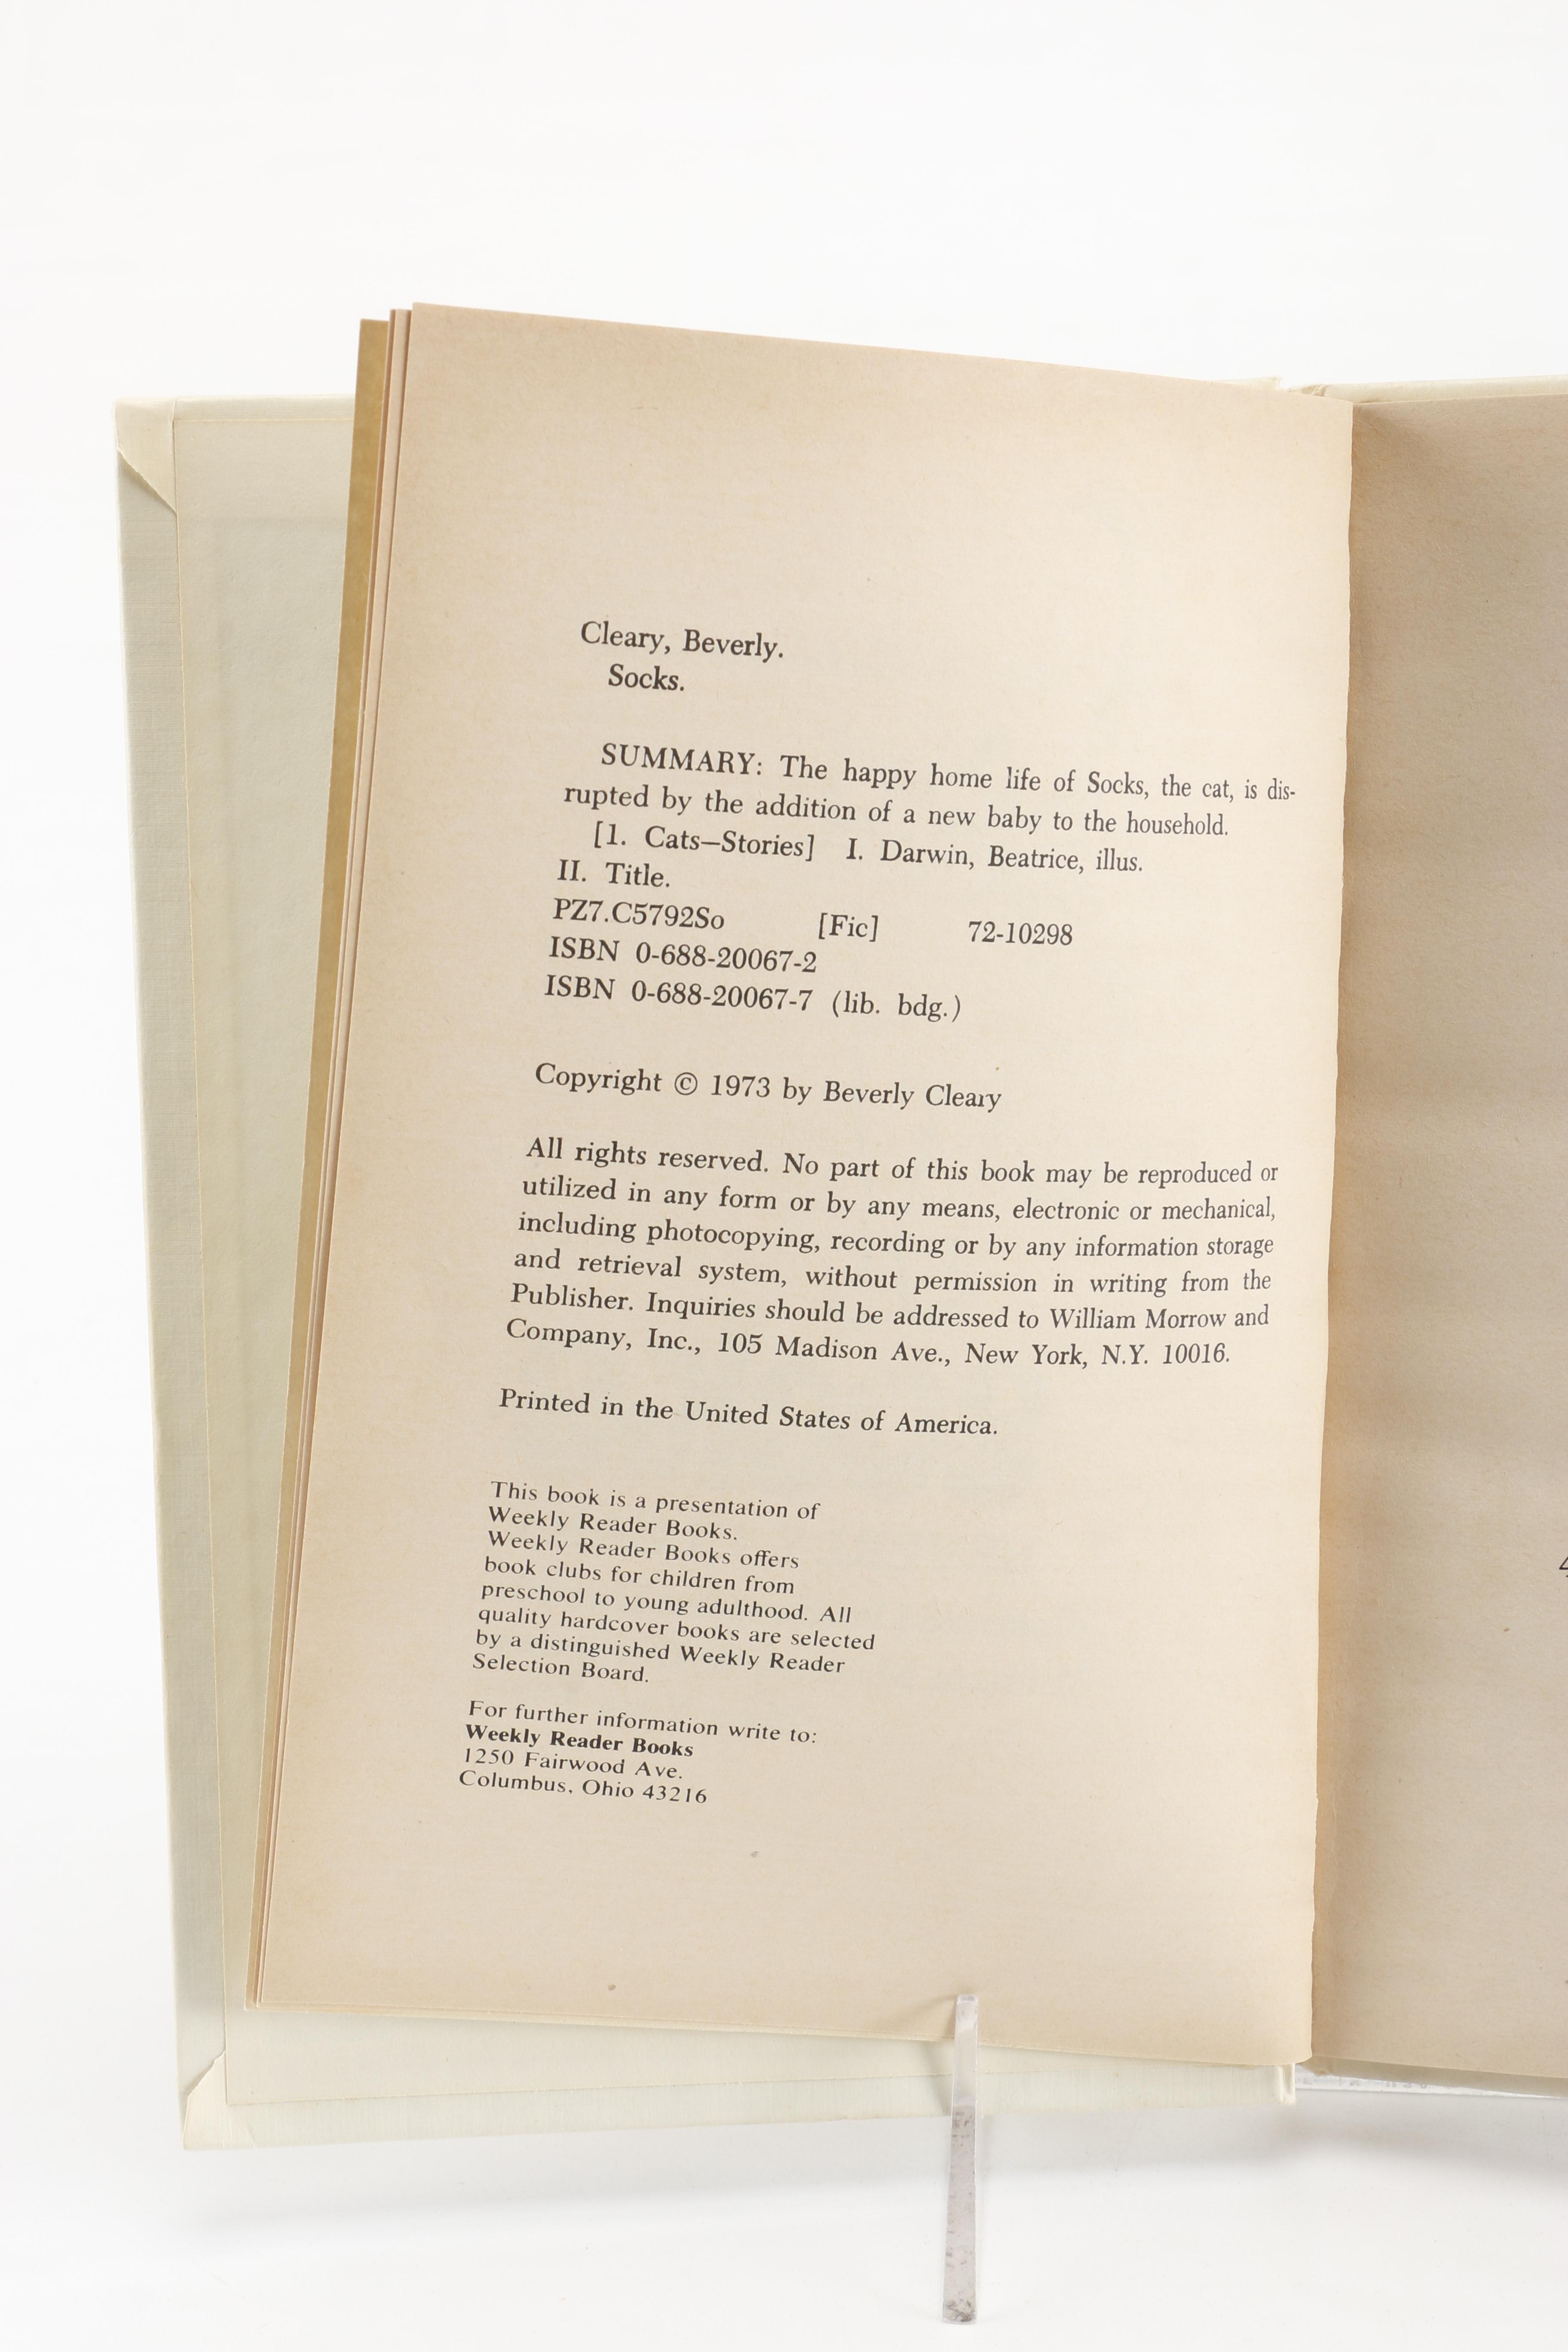 Cleary, Beverly.
Socks.
SUMMARY: The happy home life of Socks, the cat, is dis-
rupted by the addition of a new baby to the household.
[1. Cats—Stories] I. Darwin, Beatrice, illus.
II. Title.
PZ7.C5792So [Fic] 72-10298
ISBN 0-688-20067-2
ISBN 0-688-20067-7 (lib. bdg.)
Copyright © 1973 by Beverly Cleary
All rights reserved. No part of this book may be reproduced or
utilized in any form or by any means, electronic or mechanical,
including photocopying, recording or by any information storage
and retrieval system, without permission in writing from the
Publisher. Inquiries should be addressed to William Morrow and
Company, Inc., 105 Madison Ave., New York, N.Y. 10016.
Printed in the United States of America.
This book is a presentation of
Weekly Reader Books.
Weekly Reader Books offers
book clubs for children from
preschool to young adulthood. All
quality hardcover books are selected
by a distinguished Weekly Reader
Selection Board.
For further information write to:
Weekly Reader Books
1250 Fairwood Ave.
Columbus, Ohio 43216